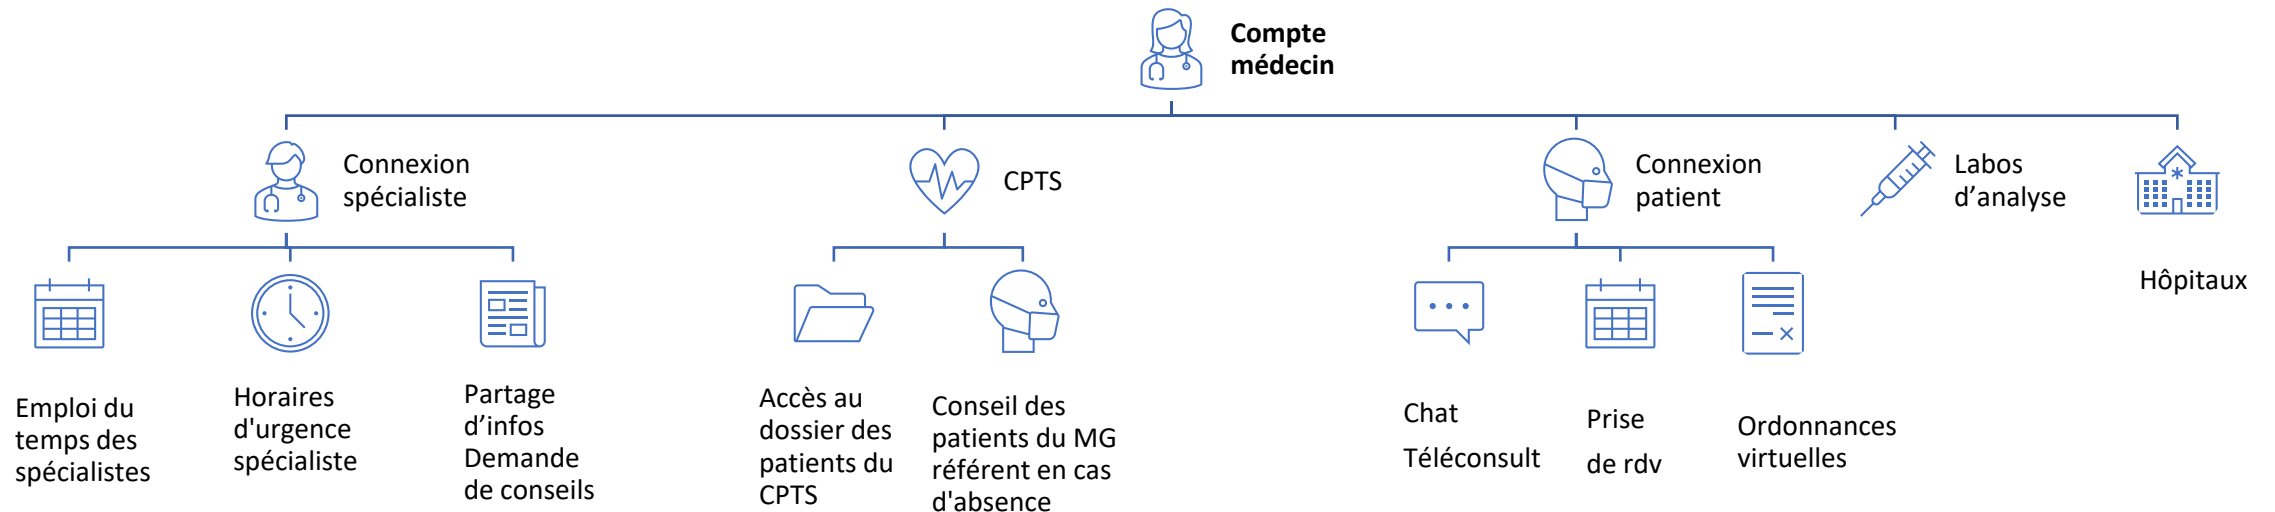 Compte
médecin
Connexion
spécialiste
CPTS
Connexion
patient
Labos
d’analyse
Hôpitaux
Emploi du
temps des
spécialistes
Horaires
d'urgence
spécialiste
Partage
d’infos
Demande
de conseils
Accès au
dossier des
patients du
CPTS
Conseil des
patients du MG
référent en cas
d'absence
Chat
Téléconsult
Prise
de rdv
Ordonnances
virtuelles